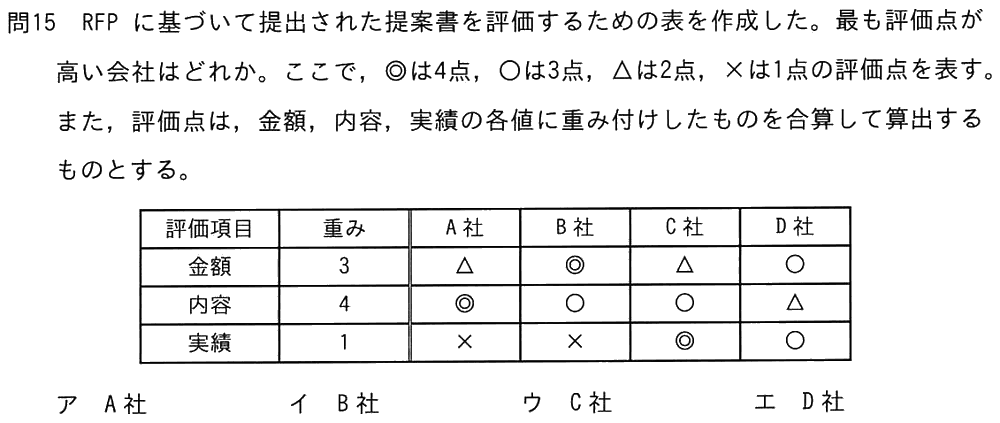 問15 RFP に基づいて提出された提案書を評価するための表を作成した。最も評価点が
高い会社はどれか。ここで，◎は4点，○は3点，△は2点，×は1点の評価点を表す。
また，評価点は，金額，内容，実績の各値に重み付けしたものを合算して算出する
ものとする。
評価項目 重み A社 B社 C社 D社
金額 3 △ ◎ △ ○
内容 4 ◎ ○ ○ △
実績 1 × × ◎ ○
ア A社 イ B社 ウ C社 エ D社